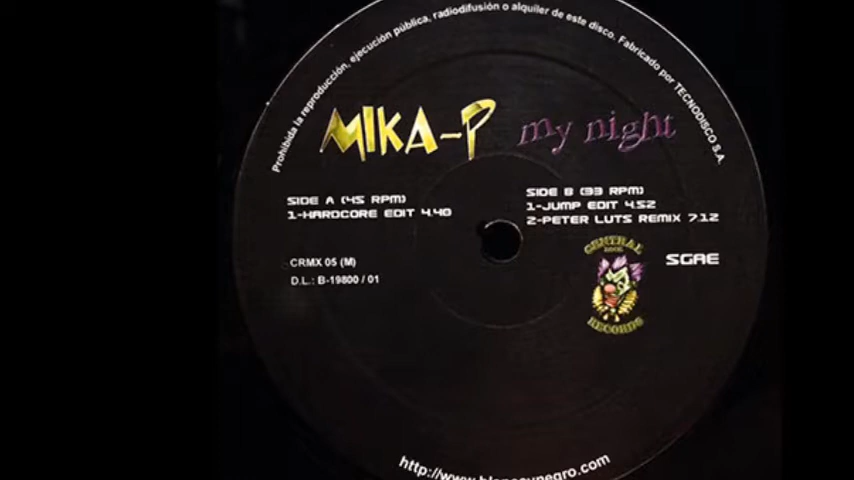 Prohibida la reproducción, ejecución pública, radiodifusión o alquiler de este disco. Fabricado por TECNODISCO S.A.
MIKA-P my night
SIDE A (45 RPM)
1-HARDCORE EDIT 4.40
SIDE B (33 RPM)
1-JUMP EDIT 4.52
2-PETER LUTS REMIX 7.12
CRMX 05 (M)
D.L.: B-19800 / 01
CENTRAL
ROCK
RECORDS
SGAE
http://www.blancoynegro.com